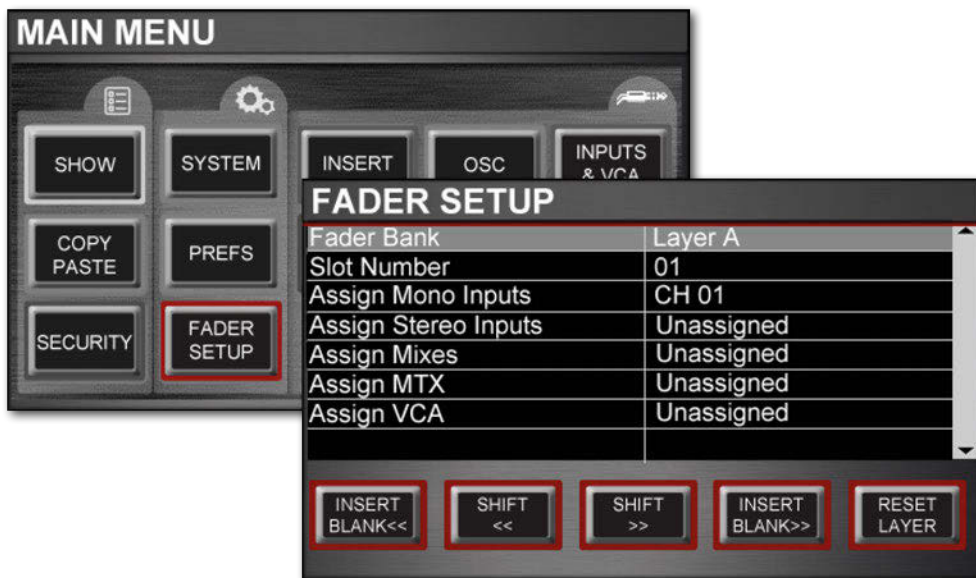 MAIN MENU
SHOW
SYSTEM
INSERT
OSC
INPUTS
& VCA
COPY
PASTE
PREFS
SECURITY
FADER
SETUP
FADER SETUP
Fader Bank Layer A
Slot Number 01
Assign Mono Inputs CH 01
Assign Stereo Inputs Unassigned
Assign Mixes Unassigned
Assign MTX Unassigned
Assign VCA Unassigned
INSERT
BLANK<<
SHIFT
<<
SHIFT
>>
INSERT
BLANK>>
RESET
LAYER